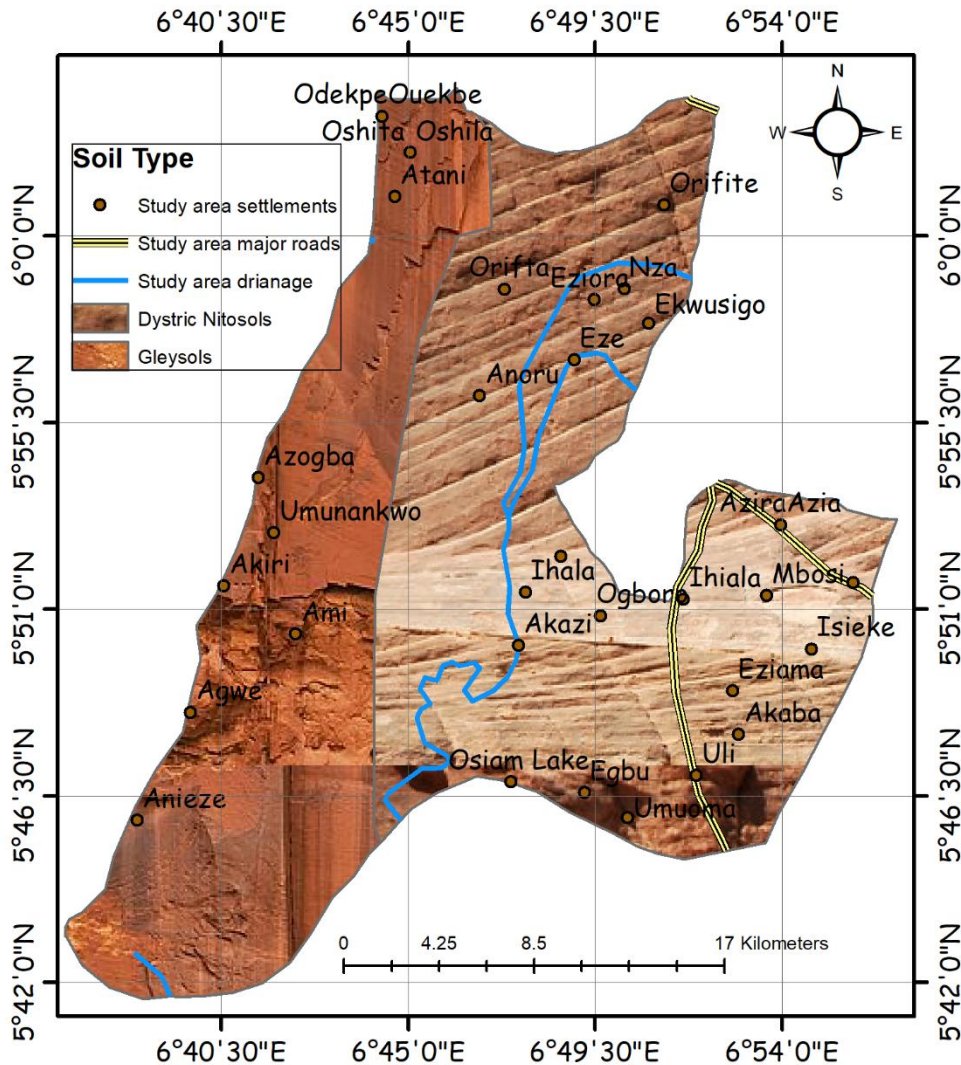 6°40'30"E 6°45'0"E 6°49'30"E 6°54'0"E
N
W E
S
OdekpeOuekbe
Oshita Oshila
Atani
Soil Type
Study area settlements
Study area major roads
Study area drianage
Dystric Nitosols
Gleysols
Orifite
6°0'0"N 6°0'0"N
Orifta Eziora Nza
Ekwusigo
Eze
Anoru
5°55'30"N 5°55'30"N
Azogba
AziraAzia
Umunankwo
Akiri
Ihala Ogbon Ihiala Mbosi
5°51'0"N 5°51'0"N
Ami
Akazi
Isieke
Eziama
Agwe
Akaba
Uli
Osiam Lake Egbu
5°46'30"N 5°46'30"N
Anieze
Umuoma
0 4.25 8.5 17 Kilometers
5°42'0"N 5°42'0"N
6°40'30"E 6°45'0"E 6°49'30"E 6°54'0"E